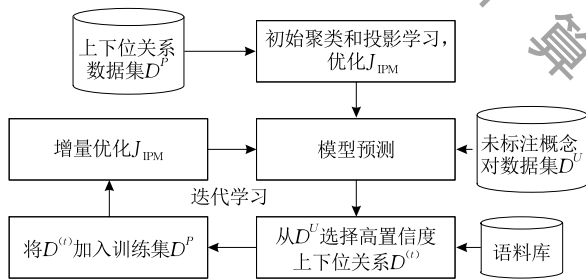 上下位关系
数据集D^P
初始聚类和投影学习，
优化J_IPM
算
增量优化J_IPM
模型预测
未标注概念
对数据集D^U
迭代学习
将D^(t)加入训练集D^P
从D^U选择高置信度
上下位关系D^(t)
语料库